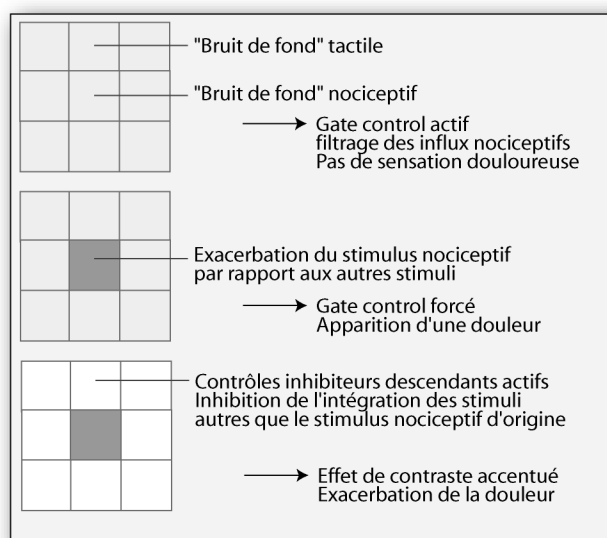 "Bruit de fond" tactile
"Bruit de fond" nociceptif
Gate control actif
filtrage des influx nociceptifs
Pas de sensation douloureuse
Exacerbation du stimulus nociceptif
par rapport aux autres stimuli
Gate control forcé
Apparition d'une douleur
Contrôles inhibiteurs descendants actifs
Inhibition de l'intégration des stimuli
autres que le stimulus nociceptif d'origine
Effet de contraste accentué
Exacerbation de la douleur